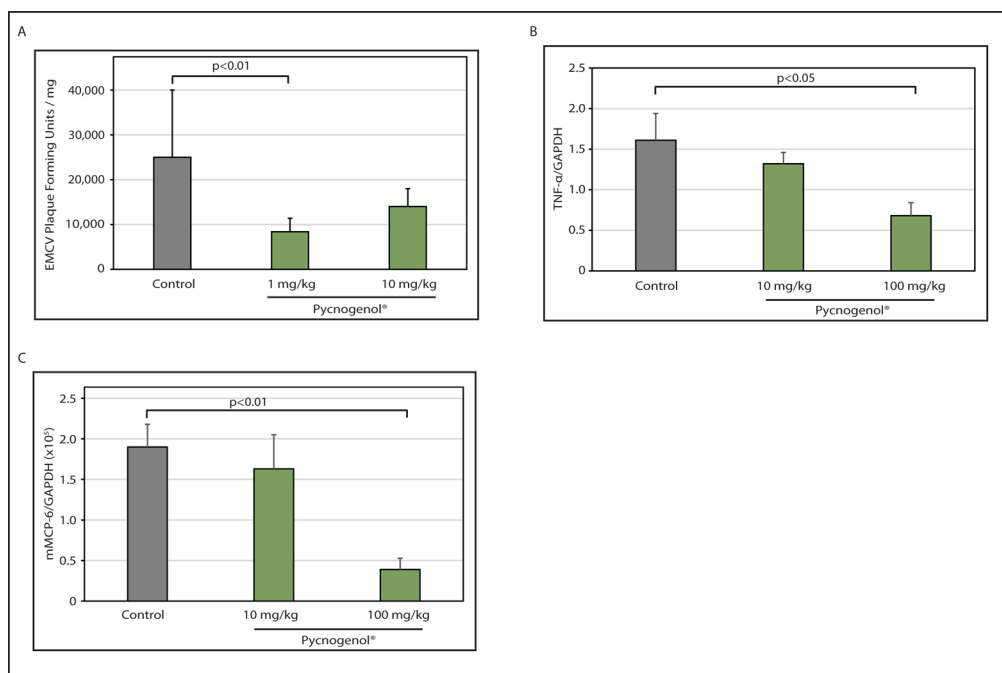 A
EMCV Plaque Forming Units / mg
40,000
30,000
20,000
10,000
0
p<0.01
Control
1 mg/kg
10 mg/kg
Pycnogenol®
B
TNF-α/GAPDH
2.5
2.0
1.5
1.0
0.5
0
p<0.05
Control
10 mg/kg
100 mg/kg
Pycnogenol®
C
mMCP-6/GAPDH (x10⁵)
2.5
2.0
1.5
1.0
0.5
0
p<0.01
Control
10 mg/kg
100 mg/kg
Pycnogenol®